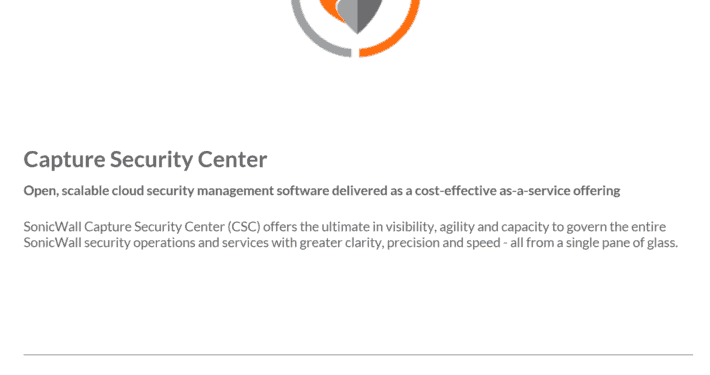 Capture Security Center
Open, scalable cloud security management software delivered as a cost-effective as-a-service offering
SonicWall Capture Security Center (CSC) offers the ultimate in visibility, agility and capacity to govern the entire
SonicWall security operations and services with greater clarity, precision and speed - all from a single pane of glass.